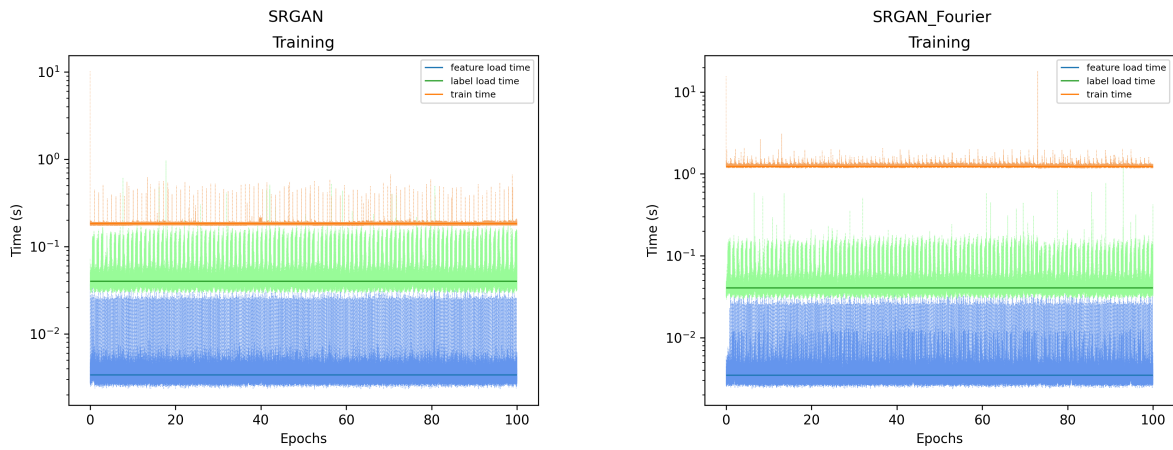 SRGAN
Training
feature load time
label load time
train time
10¹
10⁰
10⁻¹
10⁻²
Time (s)
0 20 40 60 80 100
Epochs
SRGAN_Fourier
Training
feature load time
label load time
train time
10¹
10⁰
10⁻¹
10⁻²
Time (s)
0 20 40 60 80 100
Epochs